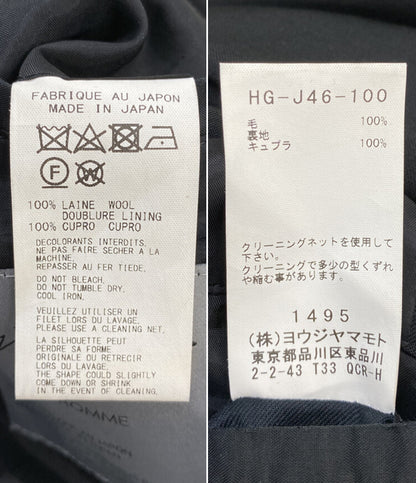 FABRIQUE AU JAPON
MADE IN JAPAN
F W
100% LAINE WOOL
DOUBLURE LINING
100% CUPRO CUPRO
DECOLORANTS INTERDITS.
NE PAS FAIRE SECHER A LA
MACHINE.
REPASSER AU FER TIEDE.
DO NOT BLEACH.
DO NOT TUMBLE DRY.
COOL IRON.
VEUILLEZ UTILISER UN
FILET LORS DU LAVAGE.
PLEASE USE A CLEANING NET.
LA SILHOUETTE PEUT
PERDRE SA FORME
ORIGINALE OU RETRECIR
LORS DU LAVAGE.
THE SHAPE COULD SLIGHTLY
COME DOWN OR SHRINK
IN THE EVENT OF WASH.
HOMME
HG-J46-100
毛 100%
裏地
キュプラ 100%
クリーニングネットを使用して
下さい。
クリーニングで多少の型くずれ
や縮む事があります。
1495
(株)ヨウジヤマモト
東京都品川区東品川
2-2-43 T33 QCR-H